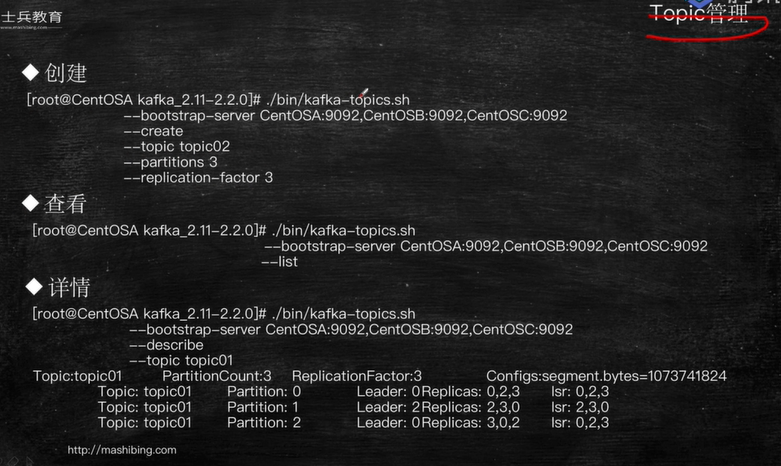 士兵教育
www.mashibing.com
Topic管理
◆ 创建
[root@CentOSA kafka_2.11-2.2.0]# ./bin/kafka-topics.sh
--bootstrap-server CentOSA:9092,CentOSB:9092,CentOSC:9092
--create
--topic topic02
--partitions 3
--replication-factor 3
◆ 查看
[root@CentOSA kafka_2.11-2.2.0]# ./bin/kafka-topics.sh
--bootstrap-server CentOSA:9092,CentOSB:9092,CentOSC:9092
--list
◆ 详情
[root@CentOSA kafka_2.11-2.2.0]# ./bin/kafka-topics.sh
--bootstrap-server CentOSA:9092,CentOSB:9092,CentOSC:9092
--describe
--topic topic01
Topic:topic01 PartitionCount:3 ReplicationFactor:3 Configs:segment.bytes=1073741824
Topic: topic01 Partition: 0 Leader: 0 Replicas: 0,2,3 Isr: 0,2,3
Topic: topic01 Partition: 1 Leader: 2 Replicas: 2,3,0 Isr: 2,3,0
Topic: topic01 Partition: 2 Leader: 0 Replicas: 3,0,2 Isr: 0,2,3
http://mashibing.com